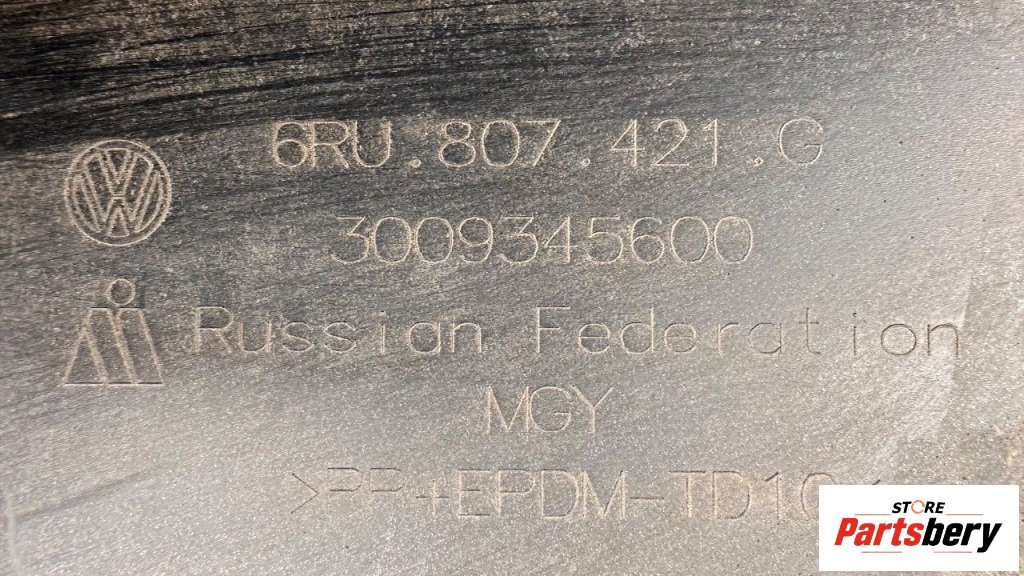 6RU.807.421.G
3009345600
Russian Federation
MGY
>PP+EPDM-TD10
STORE
Partsbery